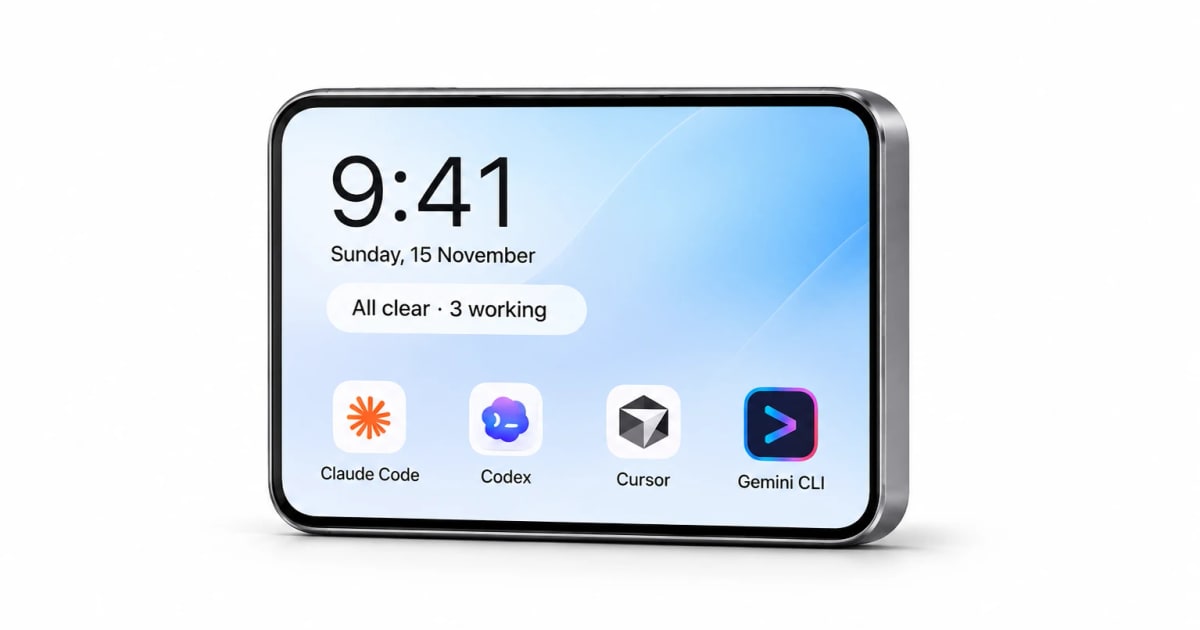 9:41
Sunday, 15 November
All clear · 3 working
Claude Code
Codex
Cursor
Gemini CLI